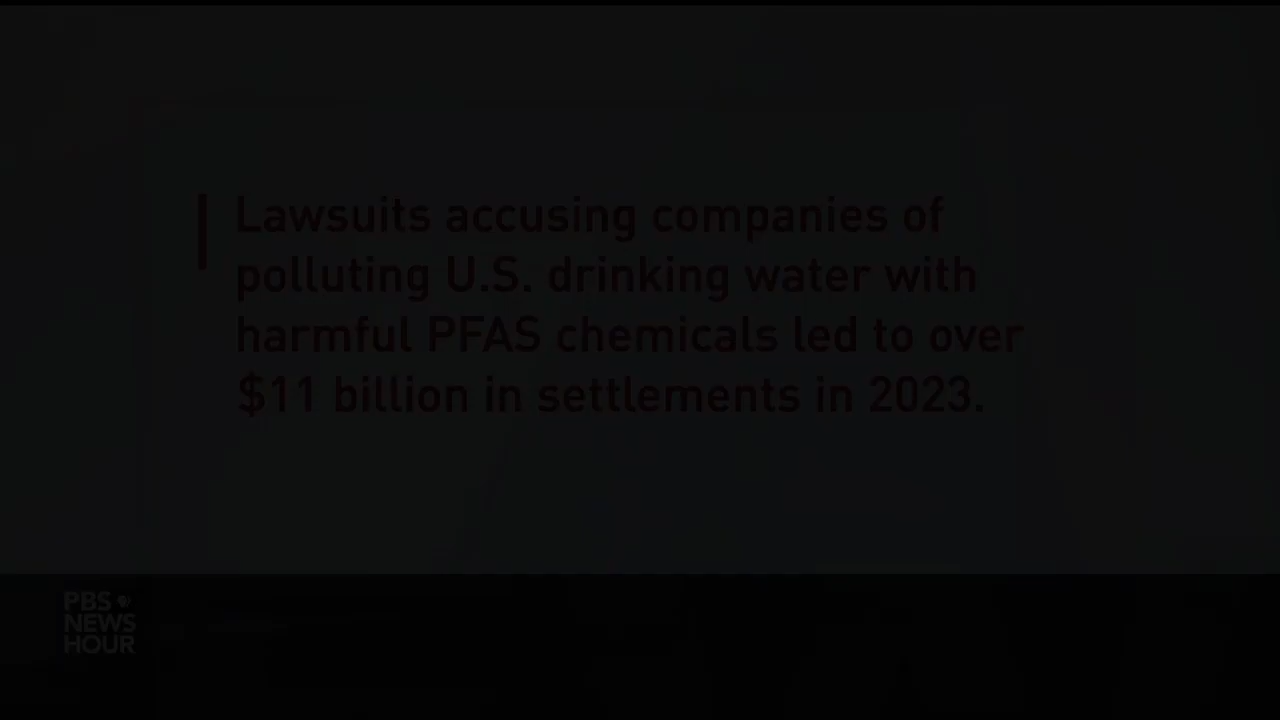 Lawsuits accusing companies of
polluting U.S. drinking water with
harmful PFAS chemicals led to over
$11 billion in settlements in 2023.
PBS
NEWS
HOUR